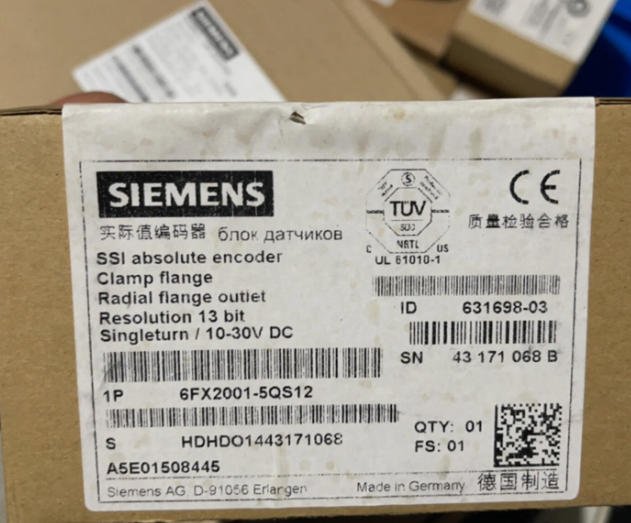 SIEMENS
SIEMENS
实际值编码器 блок датчиков
SSI absolute encoder
Clamp flange
Radial flange outlet
Resolution 13 bit
Singleturn / 10-30V DC
TÜV
NRTL
C US
UL 61010-1
CE
质量检验合格
ID 631698-03
SN 43 171 068 B
1P 6FX2001-5QS12
S HDHDO1443171068
QTY: 01
FS: 01
A5E01508445
Siemens AG, D-91056 Erlangen
Made in Germany 德国制造